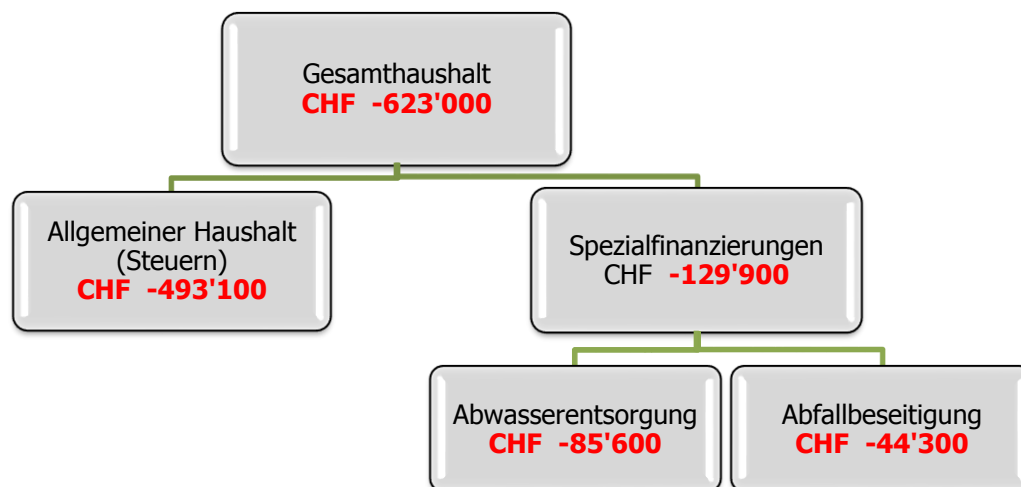 Gesamthaushalt
CHF -623'000
Allgemeiner Haushalt
(Steuern)
CHF -493'100
Spezialfinanzierungen
CHF -129'900
Abwasserentsorgung
CHF -85'600
Abfallbeseitigung
CHF -44'300